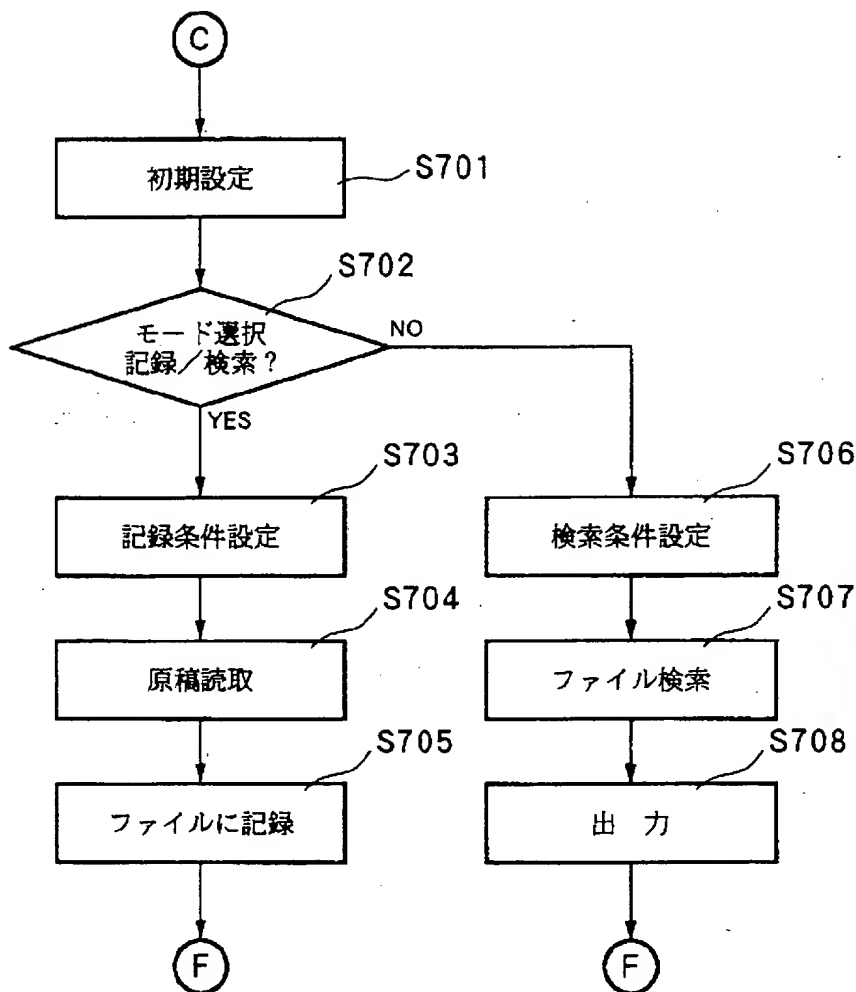 C
初期設定
S701
S702
モード選択
記録／検索？
NO
YES
S703
記録条件設定
S706
検索条件設定
S704
原稿読取
S707
ファイル検索
S705
ファイルに記録
S708
出 力
F
F